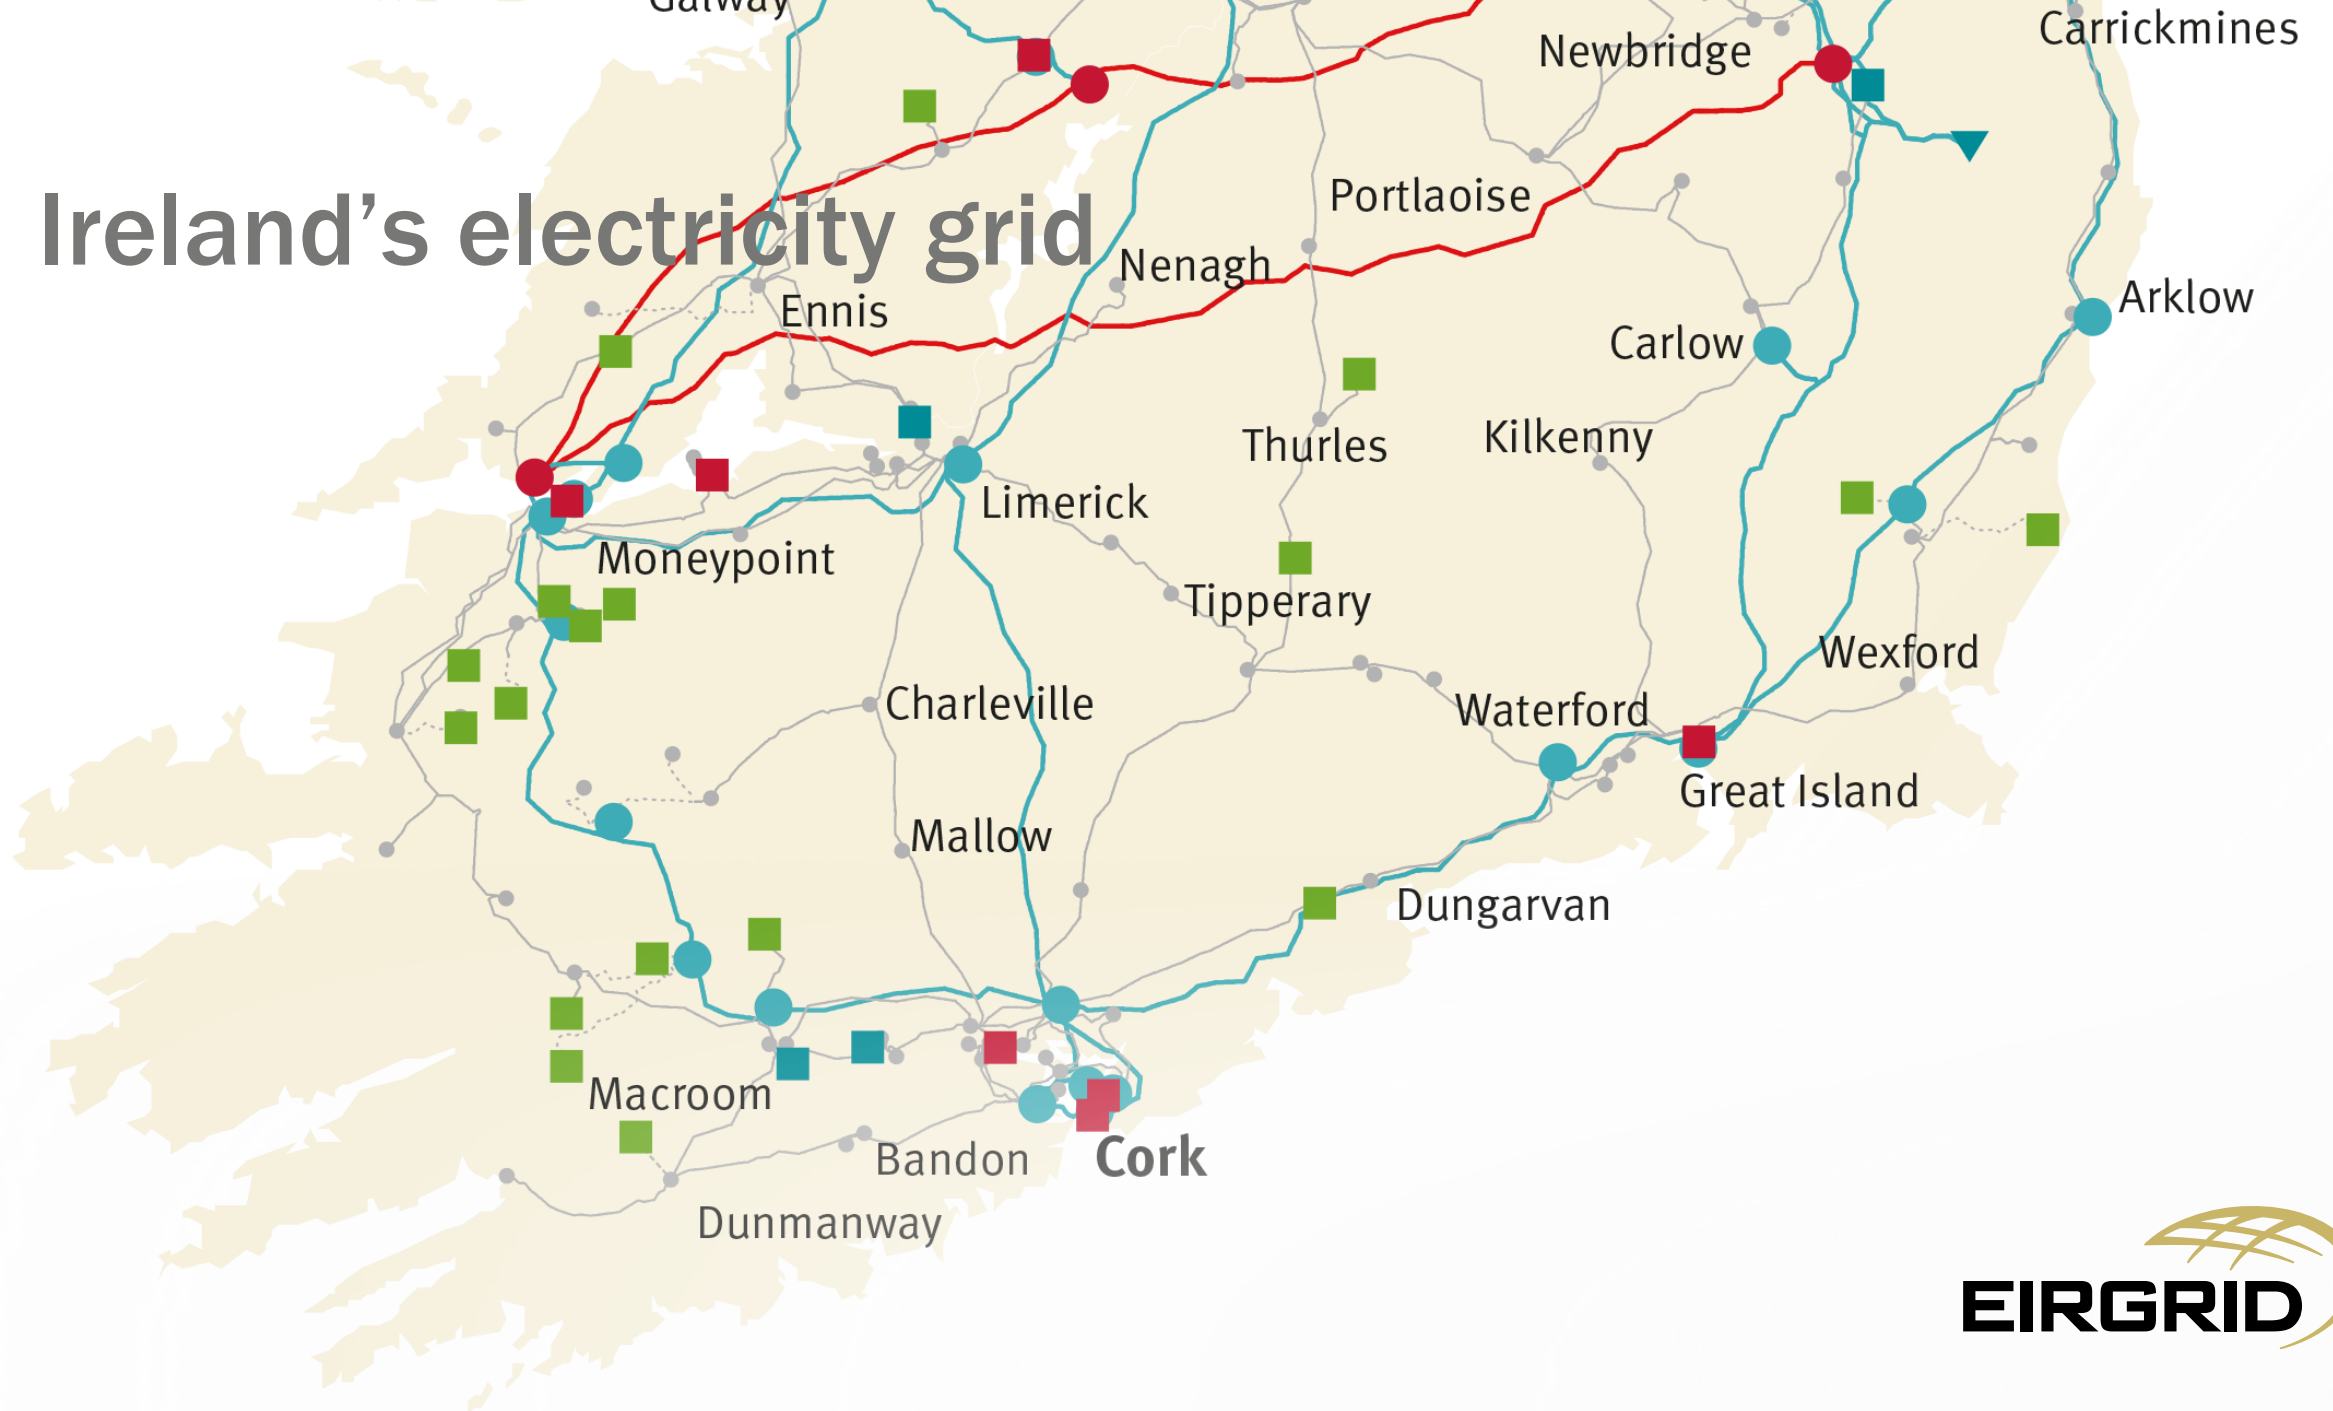 Galway
Carrickmines
Newbridge
Portlaoise
Ireland's electricity grid
Nenagh
Ennis
Arklow
Carlow
Thurles
Kilkenny
Limerick
Moneypoint
Tipperary
Wexford
Charleville
Waterford
Great Island
Mallow
Dungarvan
Macroom
Bandon
Cork
Dunmanway
EIRGRID